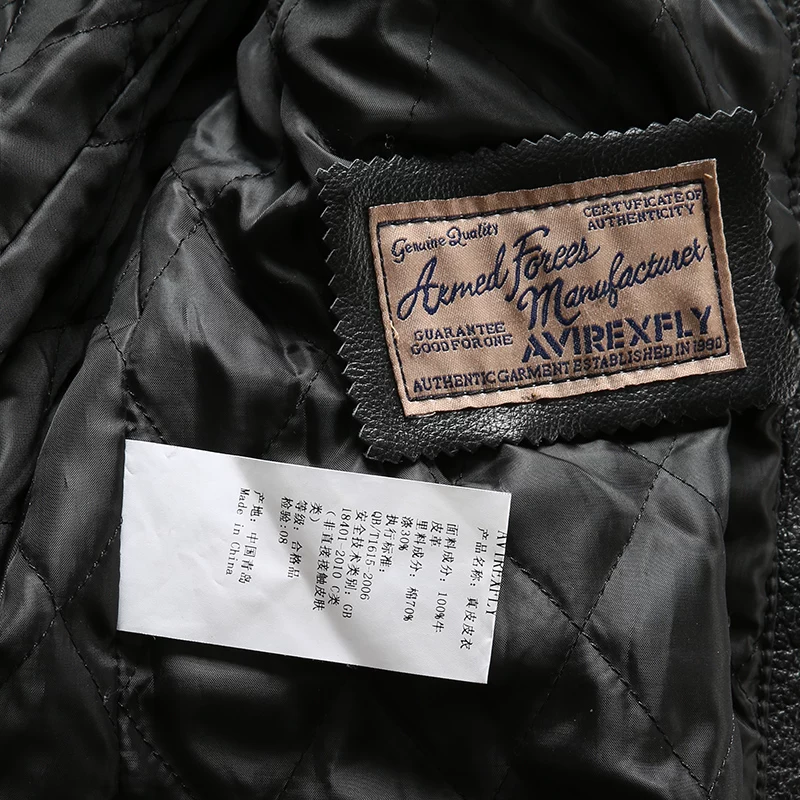 Genuine Quality
CERTVFICATE OF
AUTHENTICITY
Armed Forces
Manufacturer
GUARANTEE
GOOD FOR ONE
AVIREXFLY
AUTHENTIC GARMENT ESTABLISHED IN 1990
AVIREXFLY
产品名称: 真皮皮衣
面料成分: 100%牛
皮革
里料成分: 棉70%
涤30%
执行标准:
QB/T1615-2006
安全技术类别: GB
18401-2010 C类
(非直接接触皮肤
类)
等级: 合格品
检验:08
产地: 中国青岛
Made in China